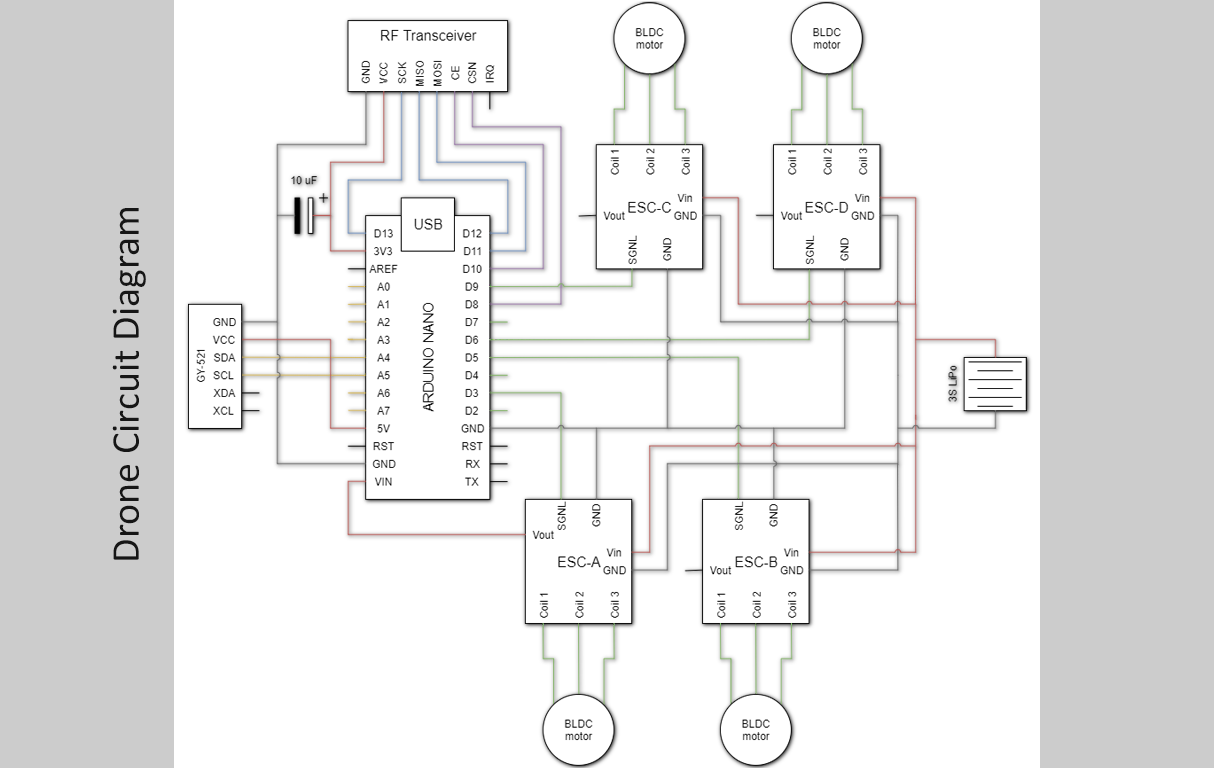 Drone Circuit Diagram
RF Transceiver
GND
VCC
SCK
MISO
MOSI
CE
CSN
IRQ
10 uF
+
USB
ARDUINO NANO
D13
3V3
AREF
A0
A1
A2
A3
A4
A5
A6
A7
5V
RST
GND
VIN
D12
D11
D10
D9
D8
D7
D6
D5
D4
D3
D2
GND
RST
RX
TX
GY-521
GND
VCC
SDA
SCL
XDA
XCL
BLDC
motor
Coil 1
Coil 2
Coil 3
ESC-C
Vin
GND
Vout
SGNL
GND
BLDC
motor
Coil 1
Coil 2
Coil 3
ESC-D
Vin
GND
Vout
SGNL
GND
3S LiPo
SGNL
GND
Vout
ESC-A
Vin
GND
Coil 1
Coil 2
Coil 3
BLDC
motor
SGNL
GND
Vout
ESC-B
Vin
GND
Coil 1
Coil 2
Coil 3
BLDC
motor